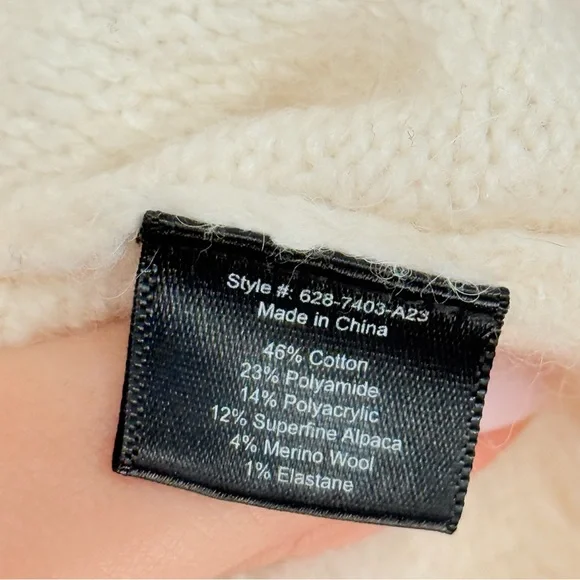 Style #: 628-7403-A23
Made in China
46% Cotton
23% Polyamide
14% Polyacrylic
12% Superfine Alpaca
4% Merino Wool
1% Elastane